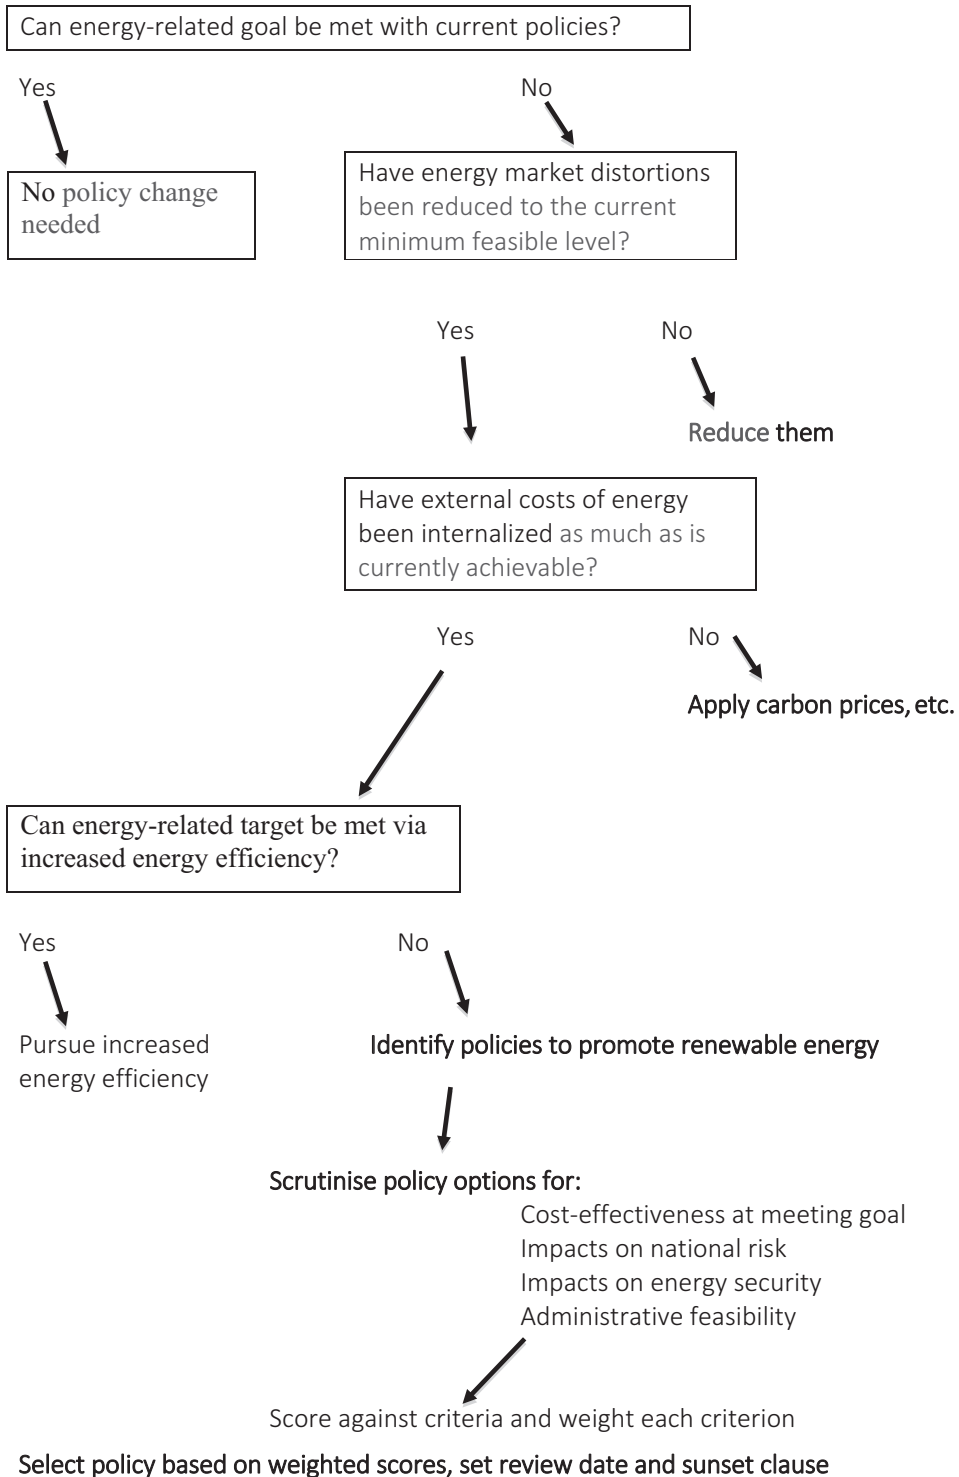 Can energy-related goal be met with current policies?
Yes
No
No policy change
needed
Have energy market distortions
been reduced to the current
minimum feasible level?
Yes
No
Reduce them
Have external costs of energy
been internalized as much as is
currently achievable?
Yes
No
Apply carbon prices, etc.
Can energy-related target be met via
increased energy efficiency?
Yes
No
Pursue increased
energy efficiency
Identify policies to promote renewable energy
Scrutinise policy options for:
Cost-effectiveness at meeting goal
Impacts on national risk
Impacts on energy security
Administrative feasibility
Score against criteria and weight each criterion
Select policy based on weighted scores, set review date and sunset clause